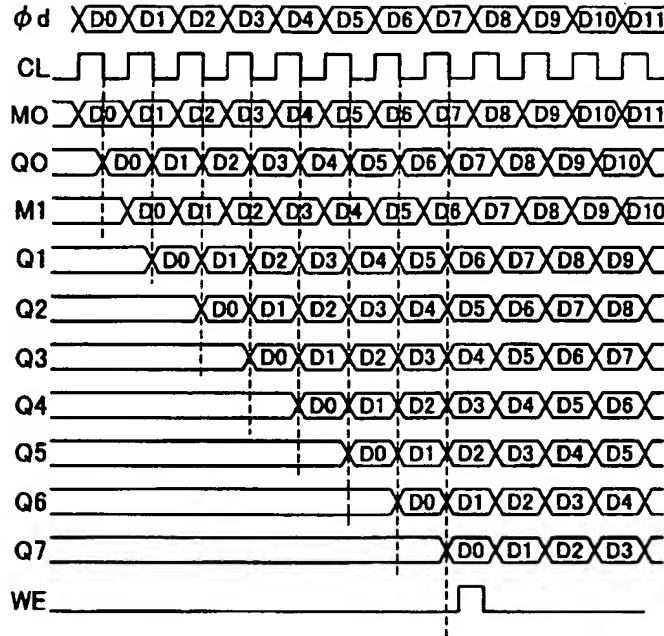 φd D0 D1 D2 D3 D4 D5 D6 D7 D8 D9 D10 D11
CL
M0 D0 D1 D2 D3 D4 D5 D6 D7 D8 D9 D10 D11
Q0 D0 D1 D2 D3 D4 D5 D6 D7 D8 D9 D10
M1 D0 D1 D2 D3 D4 D5 D6 D7 D8 D9 D10
Q1 D0 D1 D2 D3 D4 D5 D6 D7 D8 D9
Q2 D0 D1 D2 D3 D4 D5 D6 D7 D8
Q3 D0 D1 D2 D3 D4 D5 D6 D7
Q4 D0 D1 D2 D3 D4 D5 D6
Q5 D0 D1 D2 D3 D4 D5
Q6 D0 D1 D2 D3 D4
Q7 D0 D1 D2 D3
WE